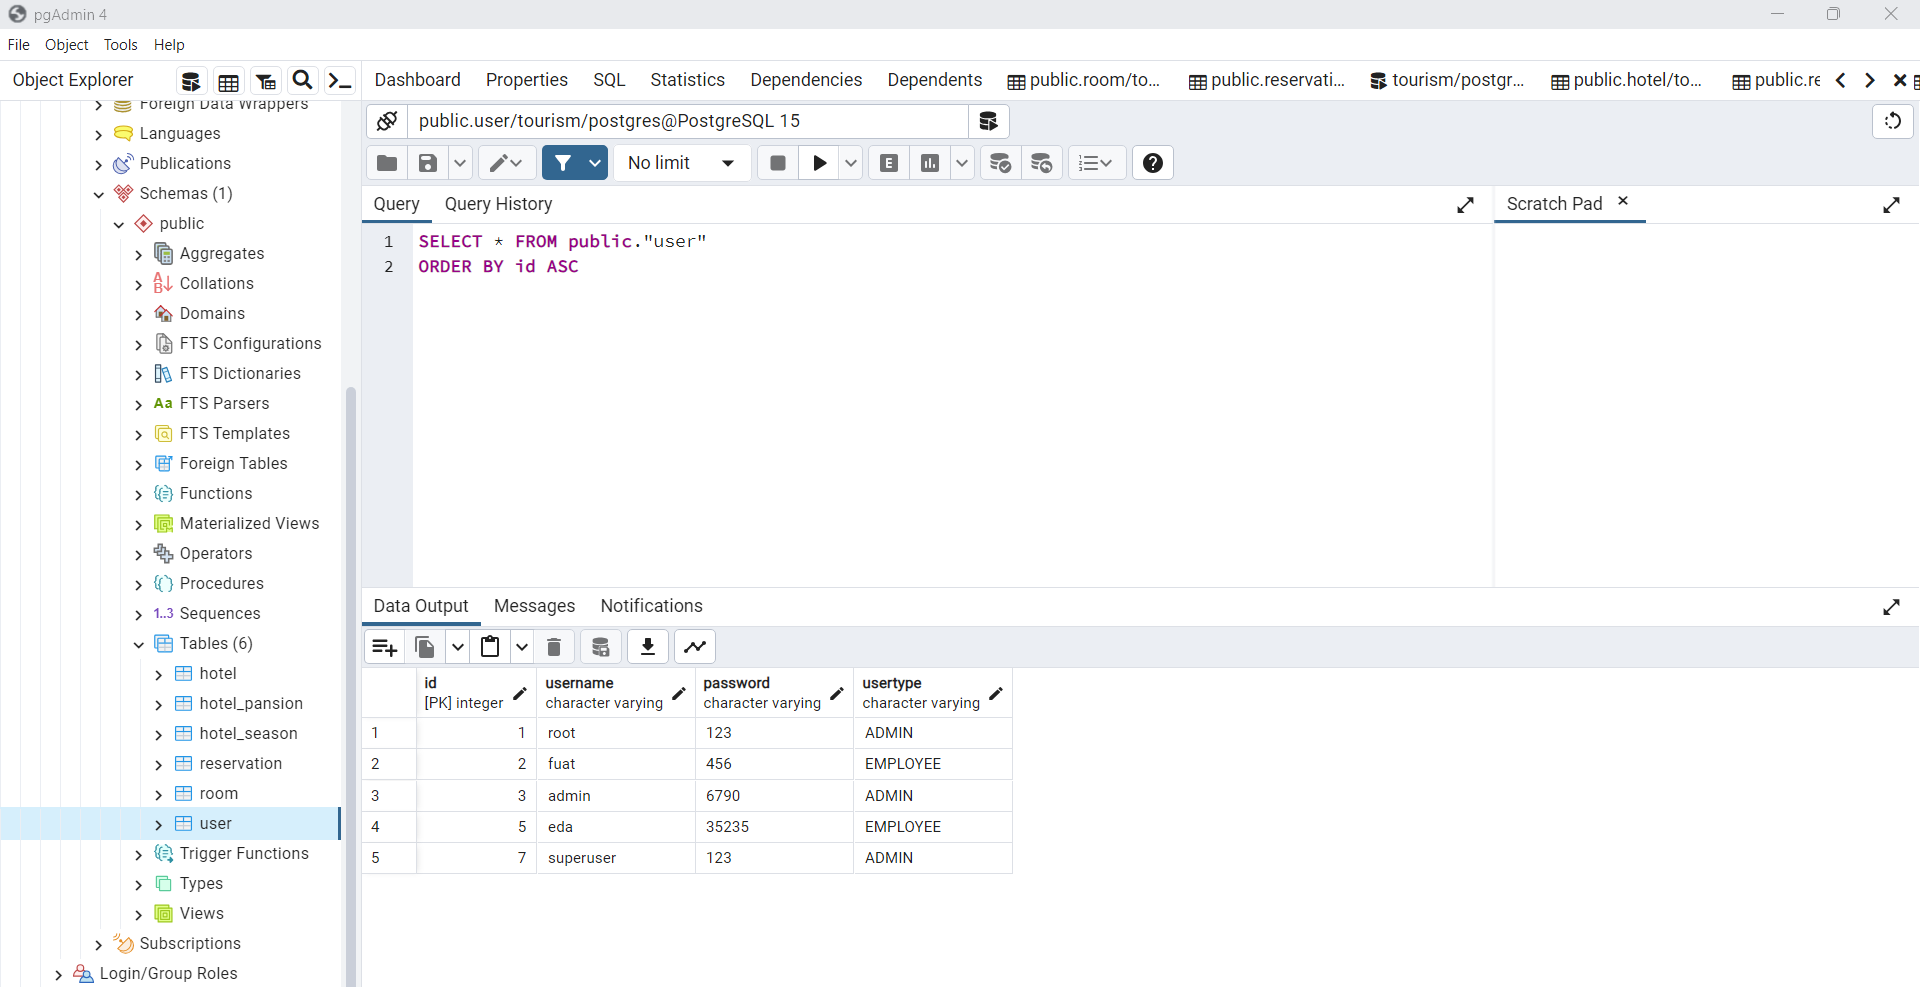 pgAdmin 4
File Object Tools Help
Object Explorer
Dashboard Properties SQL Statistics Dependencies Dependents public.room/to... public.reservati... tourism/postgr... public.hotel/to... public.re
Foreign Data Wrappers
Languages
Publications
Schemas (1)
public
Aggregates
Collations
Domains
FTS Configurations
FTS Dictionaries
Aa FTS Parsers
FTS Templates
Foreign Tables
Functions
Materialized Views
Operators
Procedures
1..3 Sequences
Tables (6)
hotel
hotel_pansion
hotel_season
reservation
room
user
Trigger Functions
Types
Views
Subscriptions
Login/Group Roles
public.user/tourism/postgres@PostgreSQL 15
No limit
E
Query Query History
Scratch Pad
1 SELECT * FROM public."user"
2 ORDER BY id ASC
Data Output Messages Notifications
id username password usertype
[PK] integer character varying character varying character varying
1 1 root 123 ADMIN
2 2 fuat 456 EMPLOYEE
3 3 admin 6790 ADMIN
4 5 eda 35235 EMPLOYEE
5 7 superuser 123 ADMIN